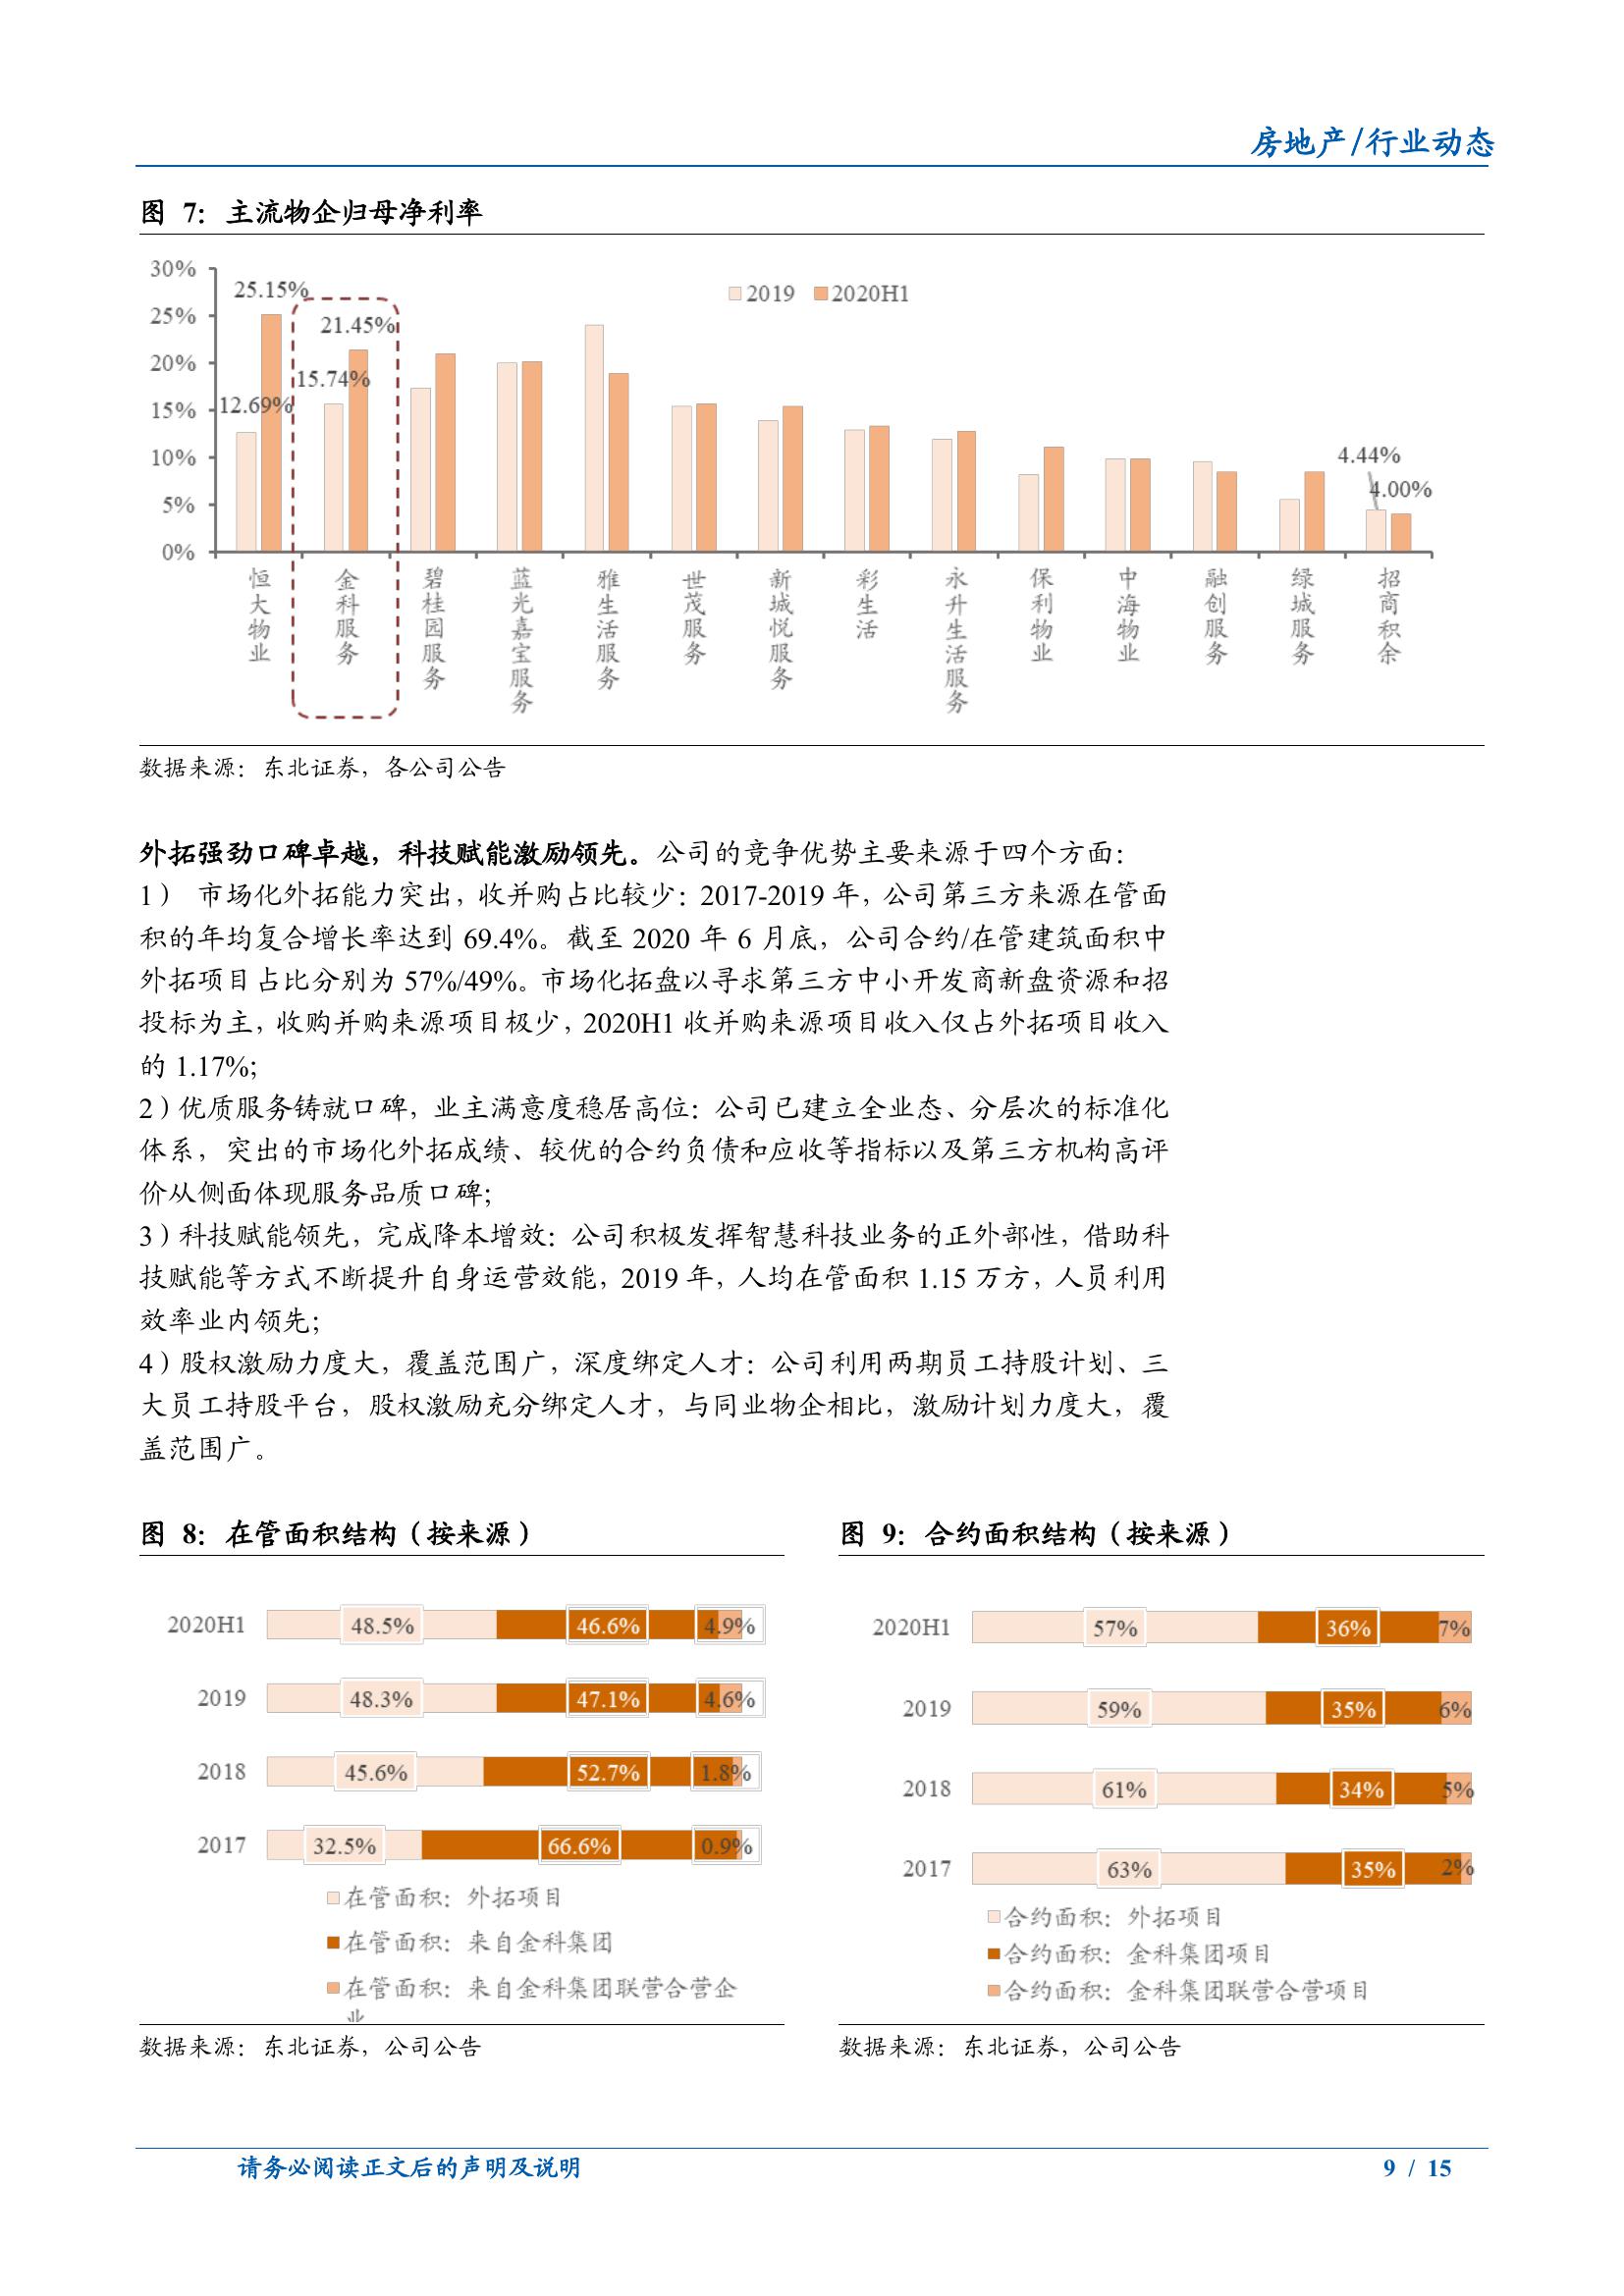 房地产/行业动态
图 7：主流物企归母净利率
30%
25%
20%
15%
10%
5%
0%
2019 2020H1
25.15%
21.45%
15.74%
12.69%
4.44%
4.00%
恒大物业
金科服务
碧桂园服务
蓝光嘉宝服务
雅生活服务
世茂服务
新城悦服务
彩生活
永升生活服务
保利物业
中海物业
融创服务
绿城服务
招商积余
数据来源：东北证券，各公司公告
外拓强劲口碑卓越，科技赋能激励领先。公司的竞争优势主要来源于四个方面：
1） 市场化外拓能力突出，收并购占比较少：2017-2019 年，公司第三方来源在管面
积的年均复合增长率达到 69.4%。截至 2020 年 6 月底，公司合约/在管建筑面积中
外拓项目占比分别为 57%/49%。市场化拓盘以寻求第三方中小开发商新盘资源和招
投标为主，收购并购来源项目极少，2020H1 收并购来源项目收入仅占外拓项目收入
的 1.17%；
2）优质服务铸就口碑，业主满意度稳居高位：公司已建立全业态、分层次的标准化
体系，突出的市场化外拓成绩、较优的合约负债和应收等指标以及第三方机构高评
价从侧面体现服务品质口碑；
3）科技赋能领先，完成降本增效：公司积极发挥智慧科技业务的正外部性，借助科
技赋能等方式不断提升自身运营效能，2019 年，人均在管面积 1.15 万方，人员利用
效率业内领先；
4）股权激励力度大，覆盖范围广，深度绑定人才：公司利用两期员工持股计划、三
大员工持股平台，股权激励充分绑定人才，与同业物企相比，激励计划力度大，覆
盖范围广。
图 8：在管面积结构（按来源）
2020H1 48.5% 46.6% 4.9%
2019 48.3% 47.1% 4.6%
2018 45.6% 52.7% 1.8%
2017 32.5% 66.6% 0.9%
在管面积：外拓项目
在管面积：来自金科集团
在管面积：来自金科集团联营合营企
业
数据来源：东北证券，公司公告
图 9：合约面积结构（按来源）
2020H1 57% 36% 7%
2019 59% 35% 6%
2018 61% 34% 5%
2017 63% 35% 2%
合约面积：外拓项目
合约面积：金科集团项目
合约面积：金科集团联营合营项目
数据来源：东北证券，公司公告
请务必阅读正文后的声明及说明
9 / 15